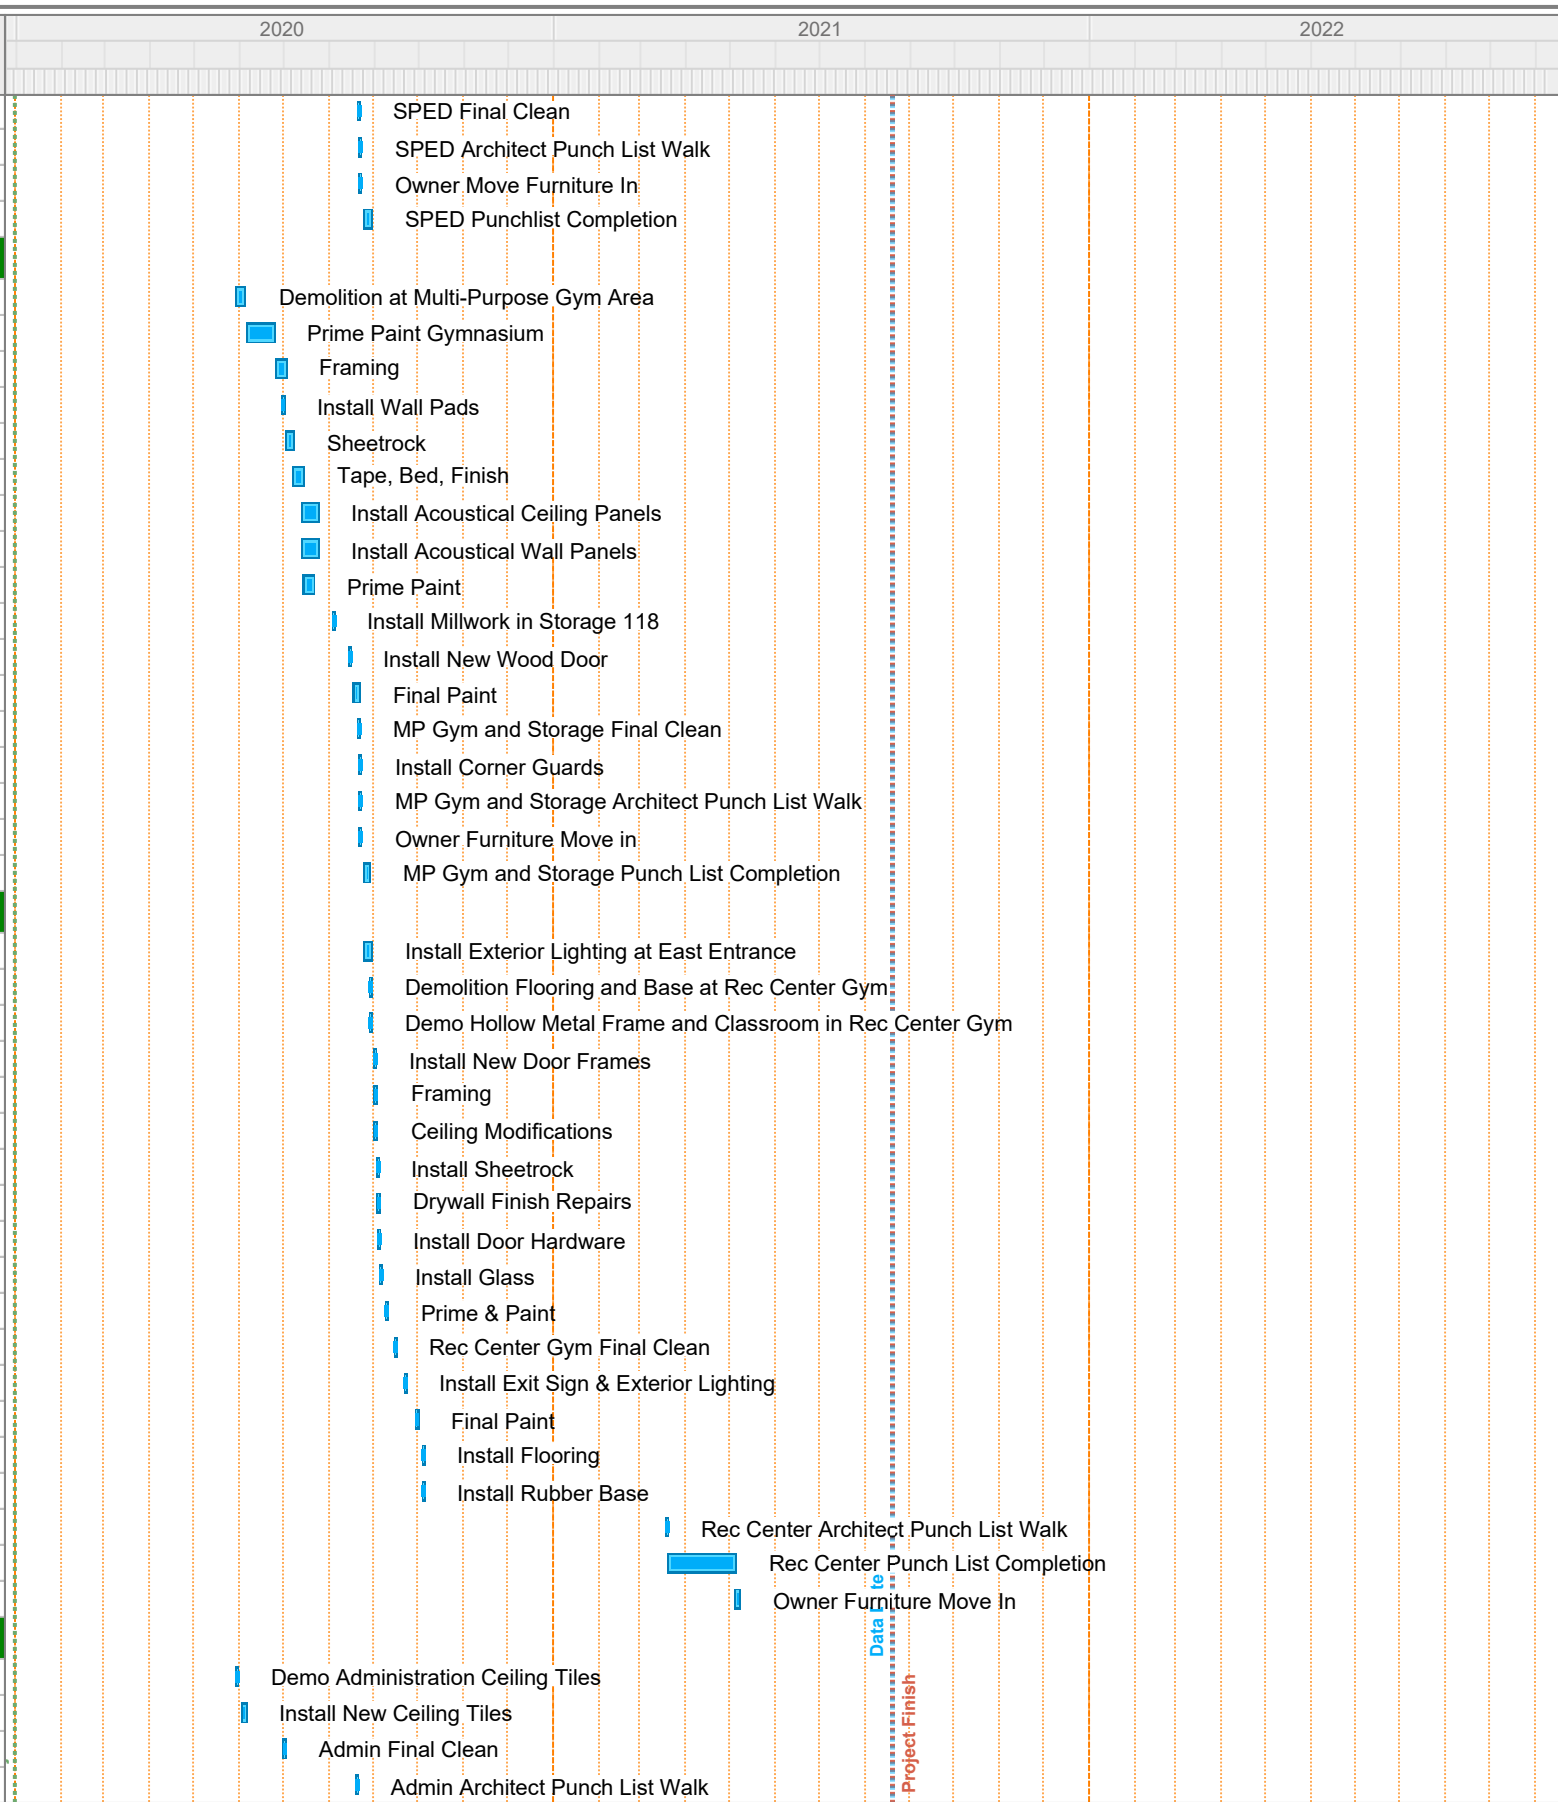 2020 2021 2022
SPED Final Clean
SPED Architect Punch List Walk
Owner Move Furniture In
SPED Punchlist Completion
Demolition at Multi-Purpose Gym Area
Prime Paint Gymnasium
Framing
Install Wall Pads
Sheetrock
Tape, Bed, Finish
Install Acoustical Ceiling Panels
Install Acoustical Wall Panels
Prime Paint
Install Millwork in Storage 118
Install New Wood Door
Final Paint
MP Gym and Storage Final Clean
Install Corner Guards
MP Gym and Storage Architect Punch List Walk
Owner Furniture Move in
MP Gym and Storage Punch List Completion
Install Exterior Lighting at East Entrance
Demolition Flooring and Base at Rec Center Gym
Demo Hollow Metal Frame and Classroom in Rec Center Gym
Install New Door Frames
Framing
Ceiling Modifications
Install Sheetrock
Drywall Finish Repairs
Install Door Hardware
Install Glass
Prime & Paint
Rec Center Gym Final Clean
Install Exit Sign & Exterior Lighting
Final Paint
Install Flooring
Install Rubber Base
Rec Center Architect Punch List Walk
Rec Center Punch List Completion
Owner Furniture Move In
Data
Project Finish
Demo Administration Ceiling Tiles
Install New Ceiling Tiles
Admin Final Clean
Admin Architect Punch List Walk